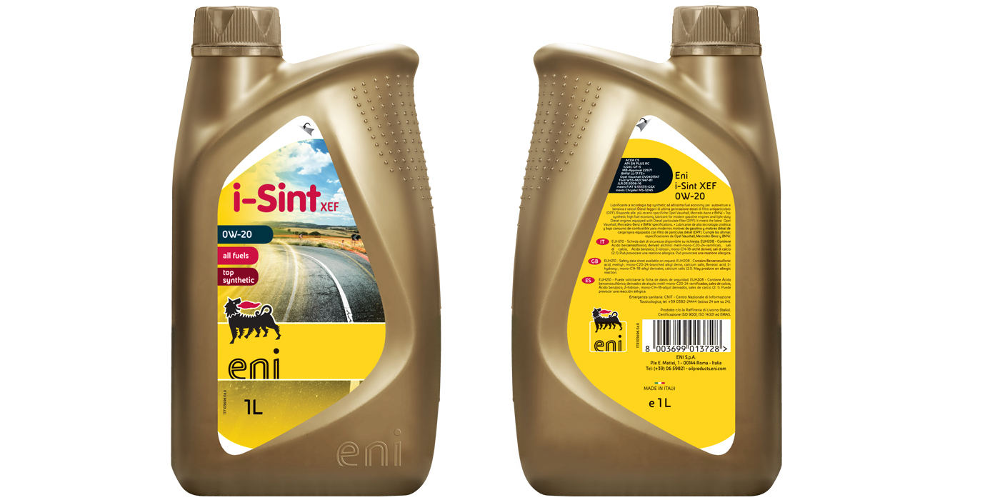 i-Sint XEF
0W-20
all fuels
top
synthetic
eni
1L
eni
ACEA C5
API SN PLUS RC
ILSAC GF-5
MB-Approval 229.71
BMW LL-17 FE+
Opel Vauxhall OV0401547
Ford WSS-M2C947-B1
JLR.03.5006-16
meets FIAT 9.55535-GSX
meets Chrysler MS-12145
Eni
i-Sint XEF
0W-20
Lubrificante a tecnologia top synthetic ed altissima fuel economy per autovetture a
benzina e veicoli Diesel leggeri di ultima generazione dotati di filtro antiparticolato
(DPF). Risponde alle più recenti specifiche Opel Vauxhall, Mercedes-benz e BMW • Top
synthetic high fuel economy lubricant for modern gasoline engines and light-duty
Diesel engines equipped with Diesel particulate filter (DPF). It meets the latest Opel
Vauxhall, Mercedes-Benz e BMW specifications. • Lubricante de alta tecnología sintética
y bajo consumo de combustible para modernos motores de gasolina y motores diésel de
carga ligera equipados con filtro de partículas diésel (DPF). Cumple las últimas
especificaciones de Opel Vauxhall, Mercedes-Benz y BMW.
IT
EUH210 - Scheda dati di sicurezza disponibile su richiesta. EUH208 - Contiene
Acido benzensolfonico, derivati alchilici metil-mono-C20-24-ramificati, sali
di calcio, Acido benzoico, 2-idrossi-, mono-C14-18-alchil derivati, sali di calcio
(2:1). Può provocare una reazione allergica. Può provocare una reazione allergica.
GB
EUH210 - Safety data sheet available on request. EUH208 - Contains Benzenesulfonic
acid, methyl-, mono-C20-24-branched alkyl derivs, calcium salts, Benzoic acid, 2-
hydroxy-, mono-C14-18-alkyl derivates, calcium salts (2:1). May produce an allergic
reaction.
ES
EUH210 - Puede solicitarse la ficha de datos de seguridad. EUH208 - Contiene Ácido
bencenosulfónico, derivados de alquilo metil-mono-C20-24-ramificados, sales de calcio,
Ácido benzoico, 2-hidroxi-, mono-C14-18-alquil derivados, sales de calcio (2:1). Puede
provocar una reacción alérgica.
Emergenza sanitaria: CNIT - Centro Nazionale di Informazione
Tossicologica, tel. +39 0382-24444 (attivo 24 ore su 24).
Prodotto c/o la Raffineria di Livorno (Italia).
Certificazione ISO 9001, ISO 14001 ed EMAS.
eni
8 003699 013728 >
ENI S.p.A.
P.le E. Mattei, 1 - 00144 Roma - Italia
Tel: (+39) 06 59821 - oilproducts.eni.com
MADE IN ITALY
e 1 L